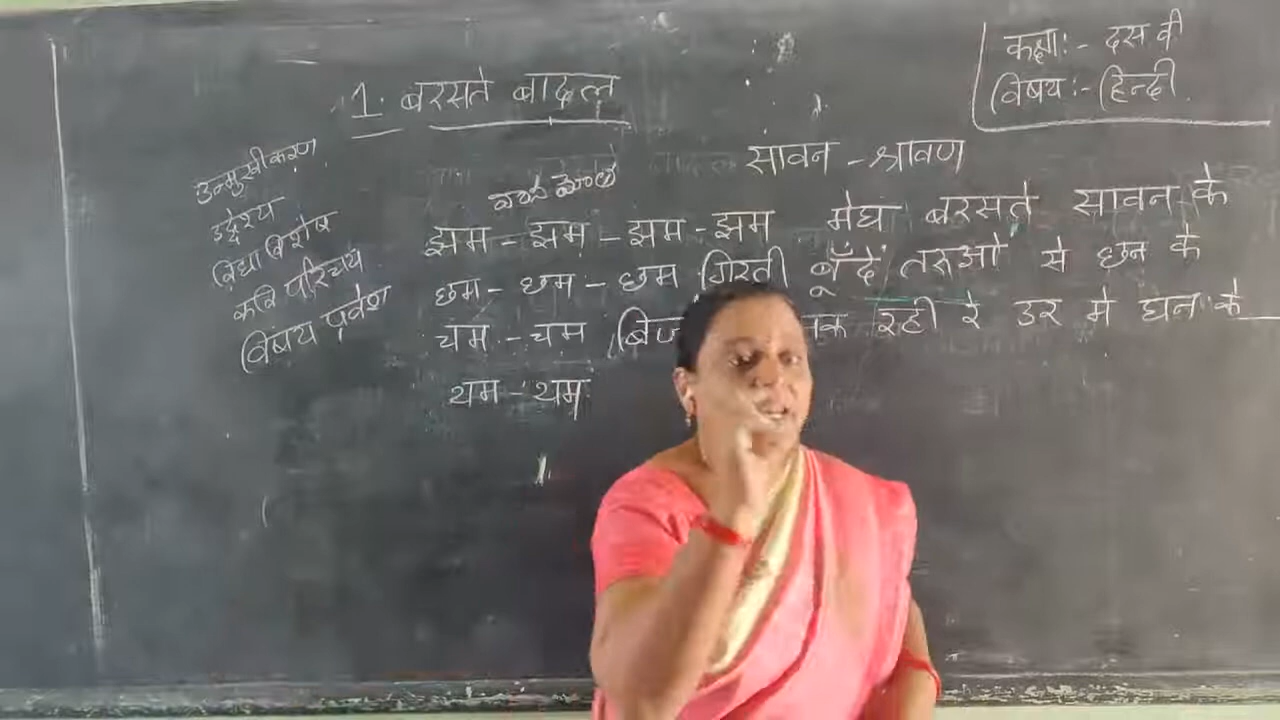 कक्षाः- दस वी
विषयः- हिन्दी
1. बरसते बादल
सावन - श्रावण
उन्मुखीकरण
उद्देश्य
विद्या विशेष
कवि परिचय
विषय प्रवेश
झम - झम - झम - झम मेघ बरसते सावन के
छम - छम - छम गिरती बूँदें तरुओं से छन के
चम - चम रही रे उर मे घन के
थम - थम